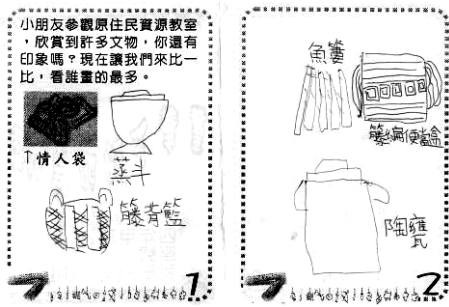 小朋友參觀原住民資源教室
，欣賞到許多文物，你還有
印象嗎？現在讓我們來比一
比，看誰畫的最多。
↑情人袋
蒸斗
籐背籃
1
魚簍
籐編便當盒
陶甕
2